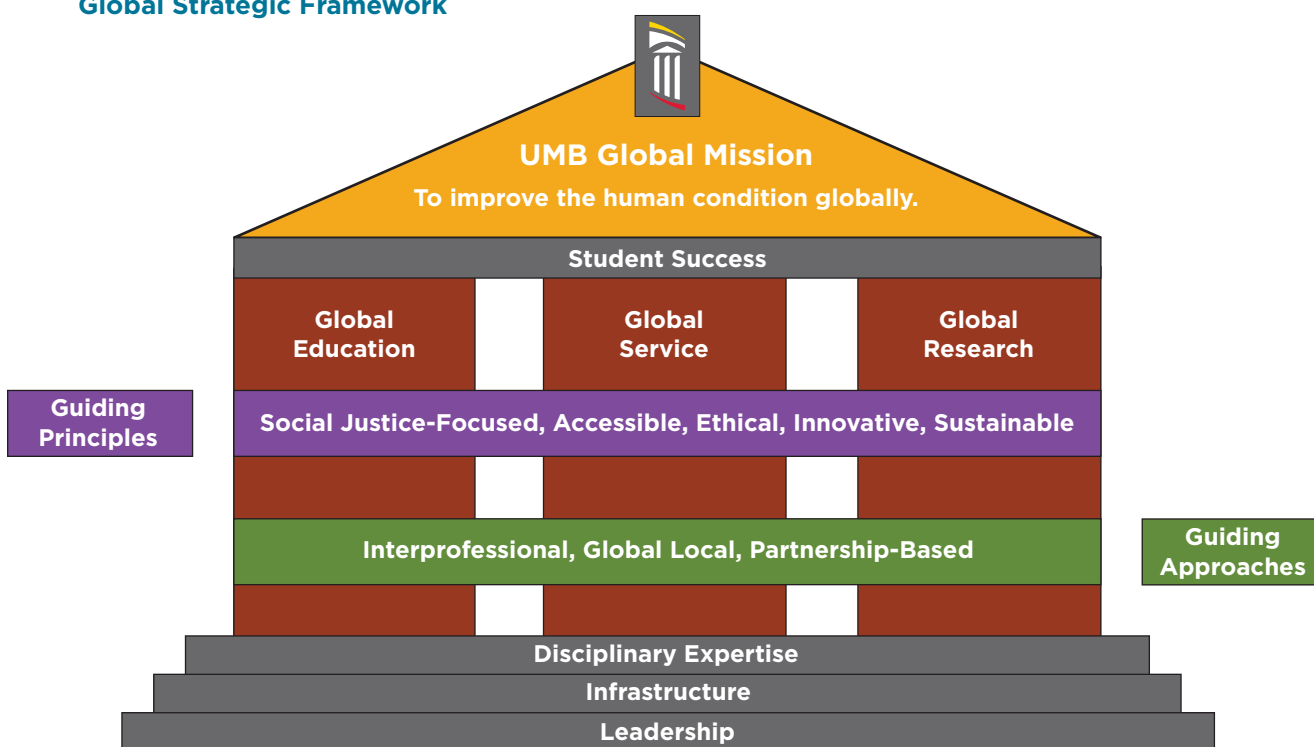 Global Strategic Framework
UMB Global Mission
To improve the human condition globally.
Student Success
Global
Education
Global
Service
Global
Research
Guiding
Principles
Social Justice-Focused, Accessible, Ethical, Innovative, Sustainable
Interprofessional, Global Local, Partnership-Based
Guiding
Approaches
Disciplinary Expertise
Infrastructure
Leadership